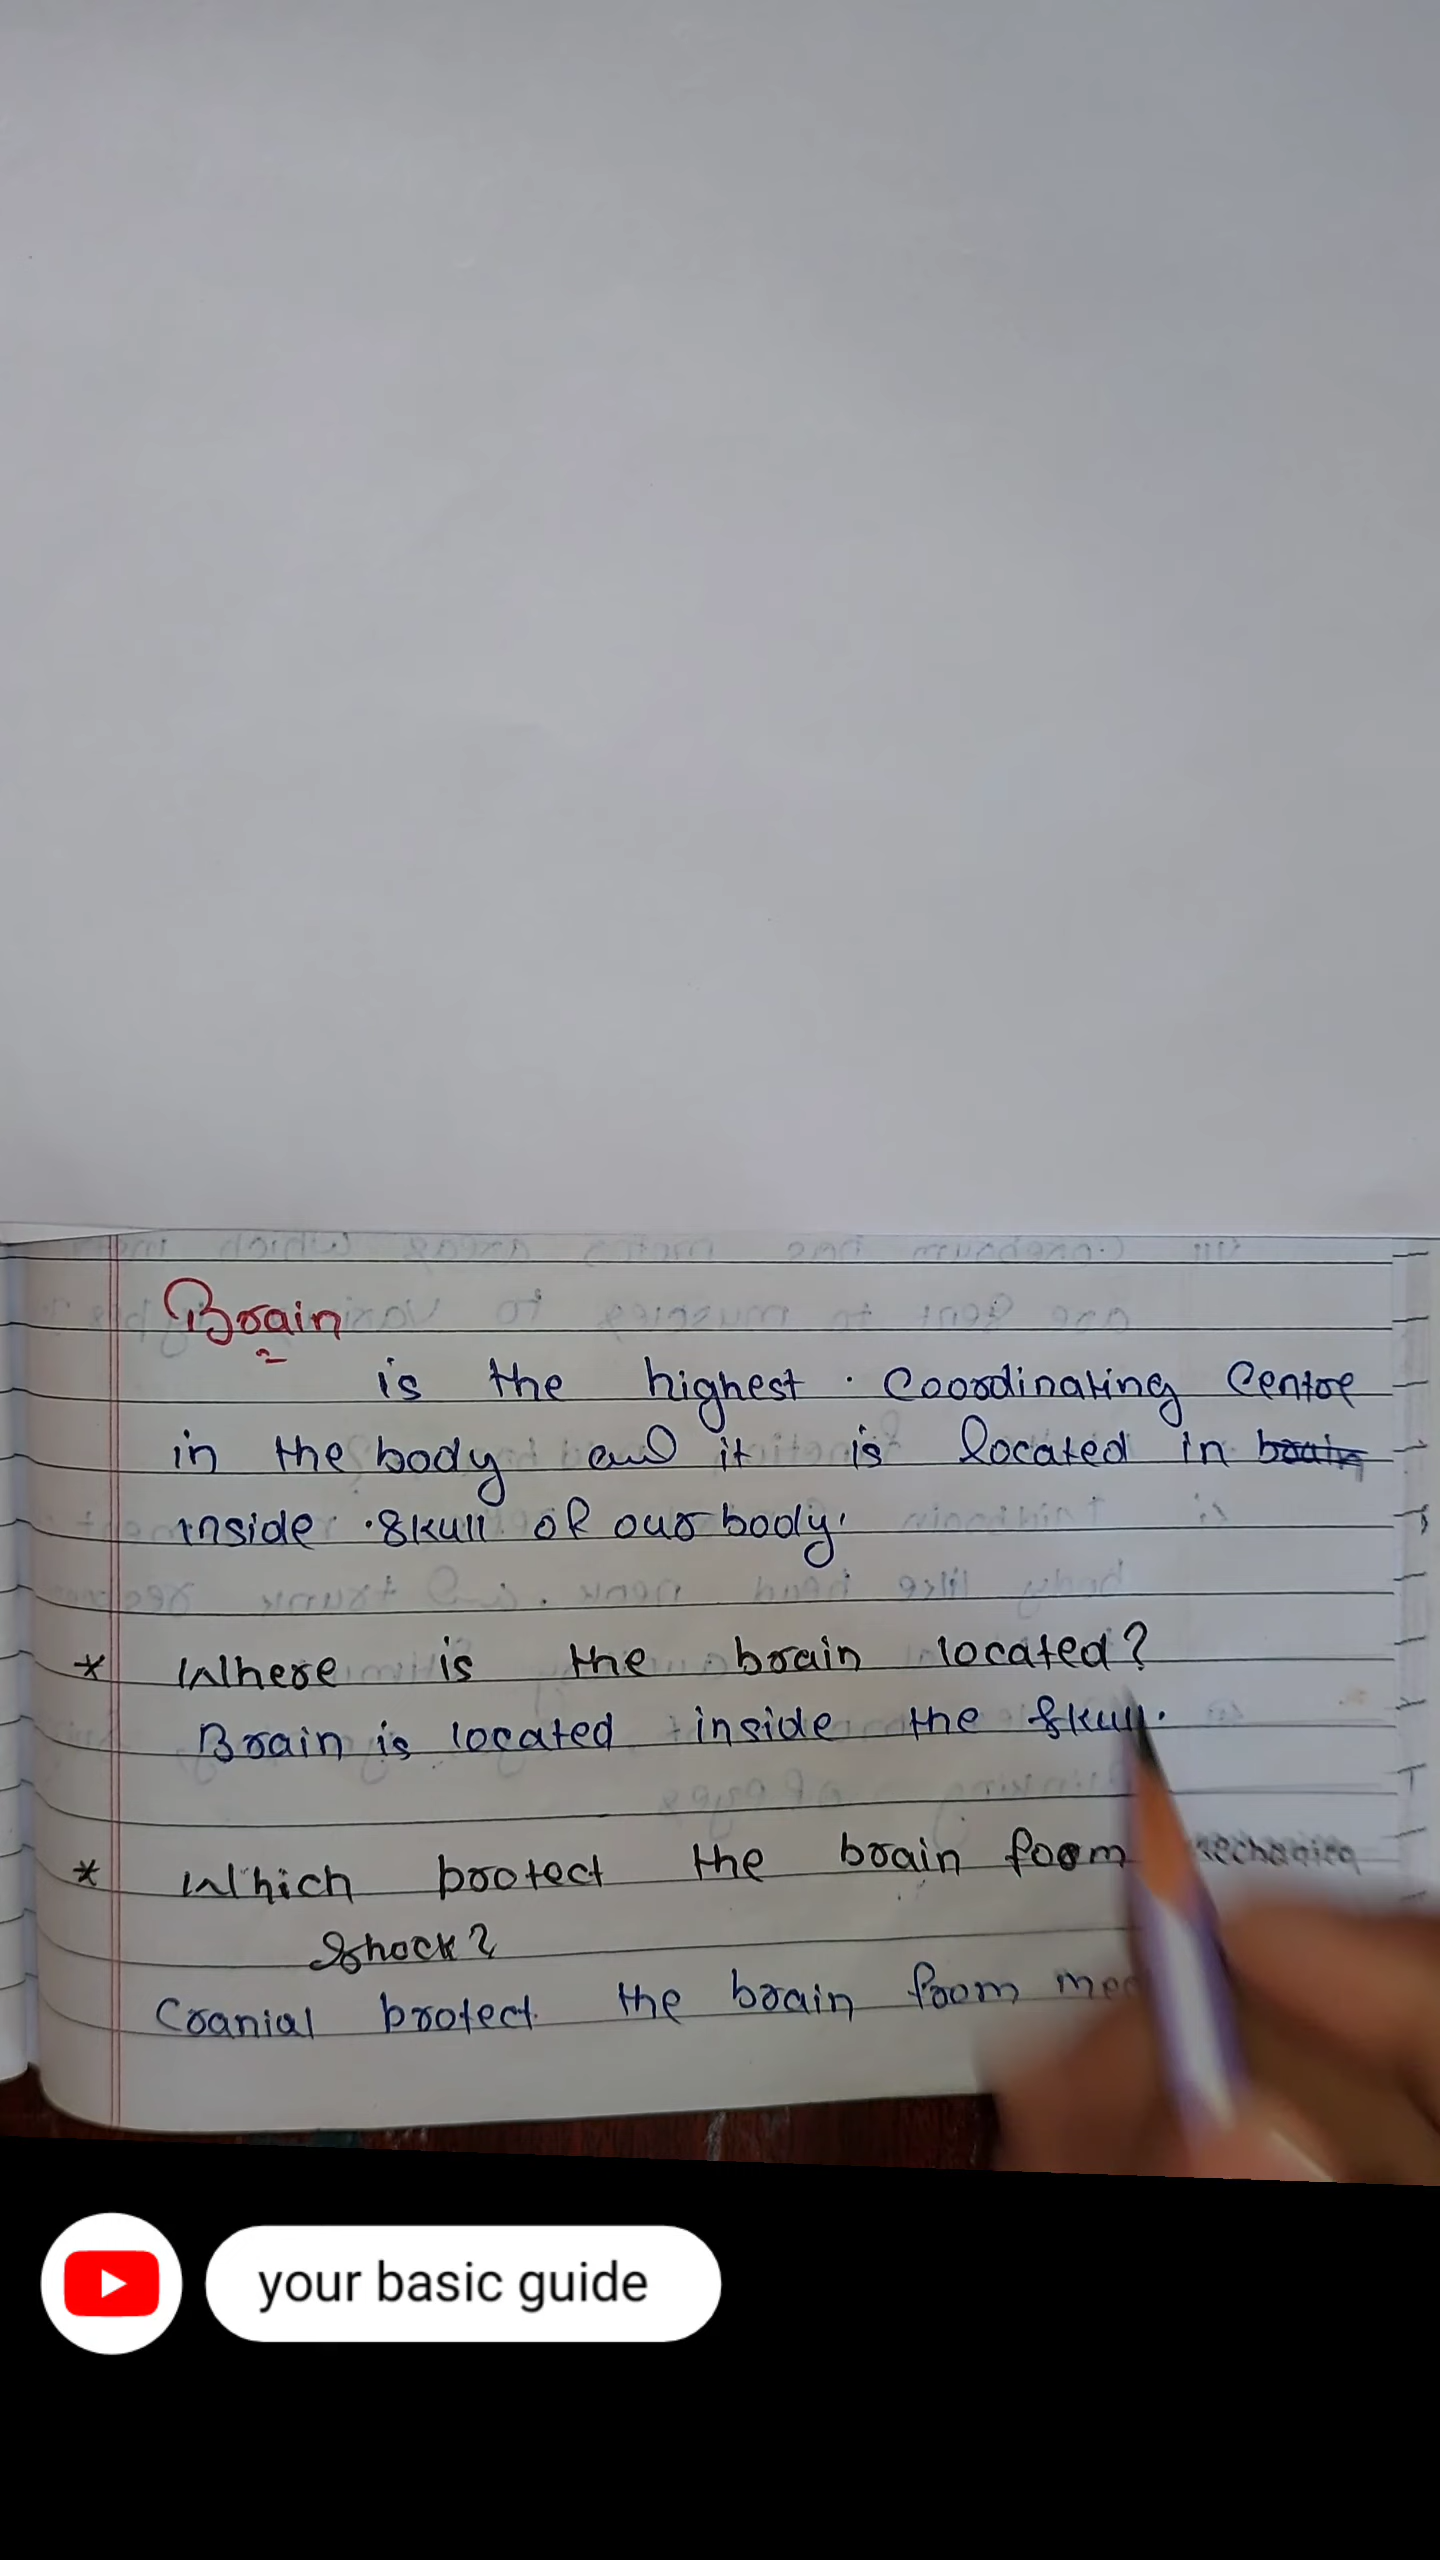 Brain
is the highest . Coordinating Centre
in the body and it is located in brain
inside . skull of our body.
* Where is the brain located?
Brain is located inside the skull.
* Which protect the brain from mechanica
Shock?
Cranial protect the brain from
your basic guide